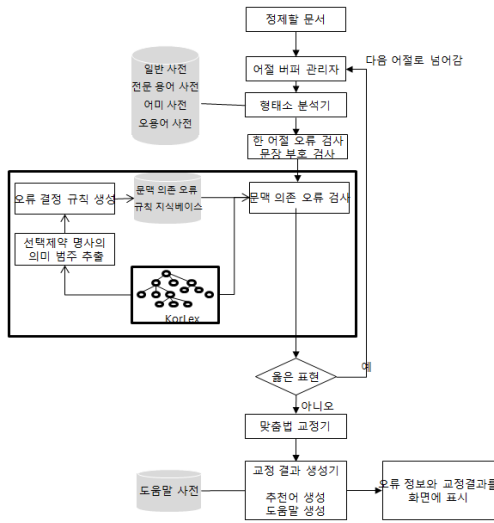 정제할 문서
어절 버퍼 관리자
다음 어절로 넘어감
일반 사전
전문 용어 사전
어미 사전
오용어 사전
형태소 분석기
한 어절 오류 검사
문장 부호 검사
오류 결정 규칙 생성
문맥 의존 오류
규칙 지식베이스
문맥 의존 오류 검사
선택제약 명사의
의미 범주 추출
KorLex
옳은 표현
예
아니오
맞춤법 교정기
도움말 사전
교정 결과 생성기
추전어 생성
도움말 생성
오류 정보와 교정결과를
화면에 표시